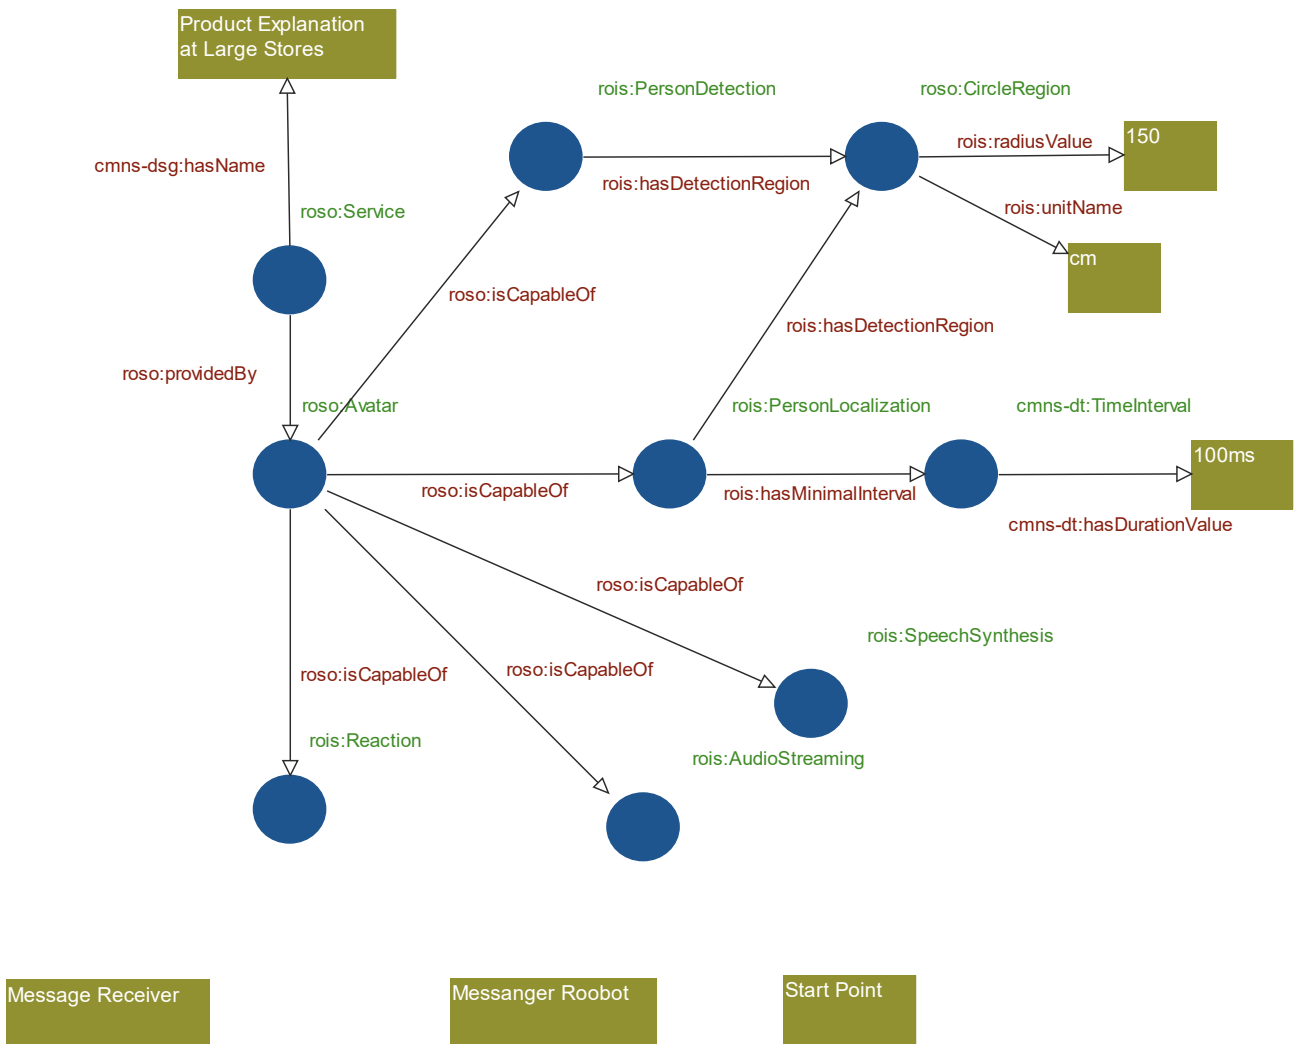 Product Explanation
at Large Stores
rois:PersonDetection
roso:CircleRegion
150
rois:radiusValue
cmns-dsg:hasName
rois:hasDetectionRegion
roso:Service
rois:unitName
cm
roso:isCapableOf
rois:hasDetectionRegion
roso:providedBy
roso:Avatar
rois:PersonLocalization
cmns-dt:TimeInterval
100ms
roso:isCapableOf
rois:hasMinimalInterval
cmns-dt:hasDurationValue
roso:isCapableOf
rois:SpeechSynthesis
roso:isCapableOf
roso:isCapableOf
rois:Reaction
rois:AudioStreaming
Message Receiver
Messanger Roobot
Start Point